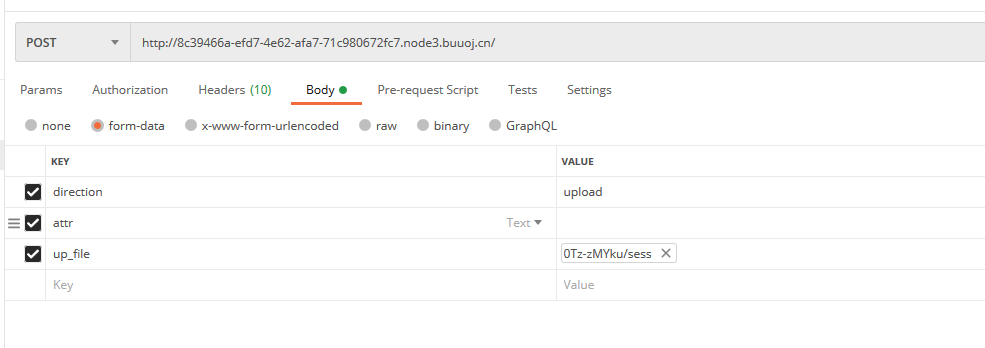 POST http://8c39466a-efd7-4e62-afa7-71c980672fc7.node3.buuoj.cn/
Params Authorization Headers (10) Body Pre-request Script Tests Settings
none form-data x-www-form-urlencoded raw binary GraphQL
KEY VALUE
direction upload
attr Text
up_file 0Tz-zMYku/sess
Key Value